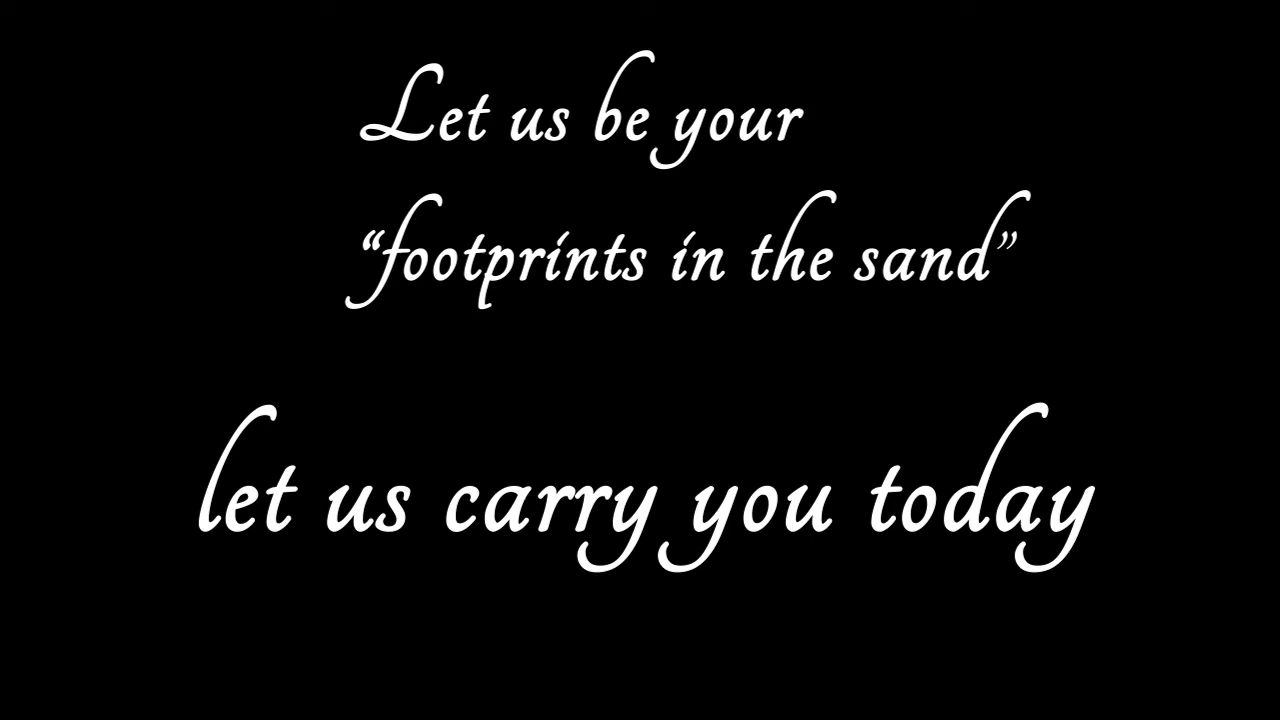 Let us be your
“footprints in the sand”
let us carry you today